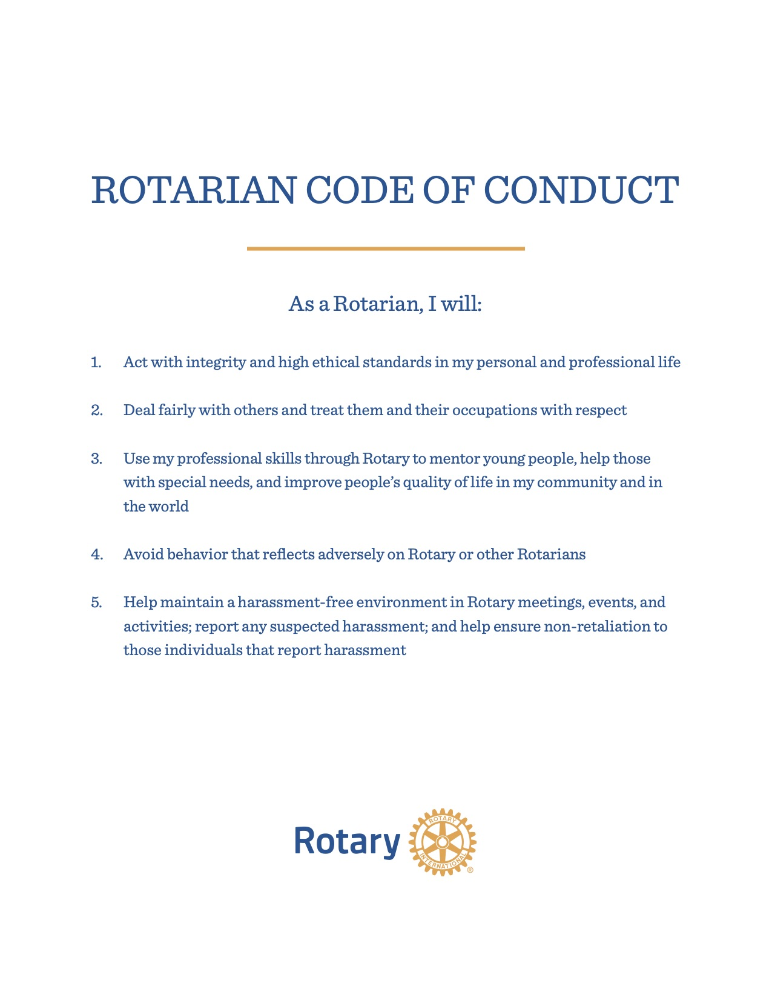 ROTARIAN CODE OF CONDUCT
As a Rotarian, I will:
1. Act with integrity and high ethical standards in my personal and professional life
2. Deal fairly with others and treat them and their occupations with respect
3. Use my professional skills through Rotary to mentor young people, help those
with special needs, and improve people’s quality of life in my community and in
the world
4. Avoid behavior that reflects adversely on Rotary or other Rotarians
5. Help maintain a harassment-free environment in Rotary meetings, events, and
activities; report any suspected harassment; and help ensure non-retaliation to
those individuals that report harassment
Rotary
ROTARY
INTERNATIONAL
®